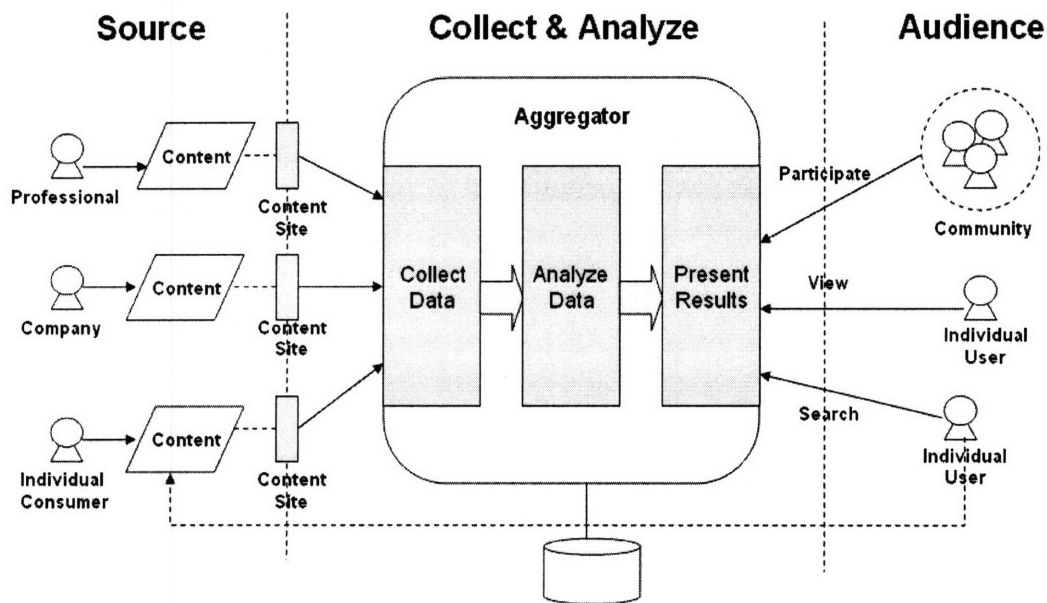 Source
Collect & Analyze
Audience
Aggregator
Professional
Content
Content
Site
Company
Content
Content
Site
Individual
Consumer
Content
Content
Site
Collect
Data
Analyze
Data
Present
Results
Participate
Community
View
Individual
User
Search
Individual
User